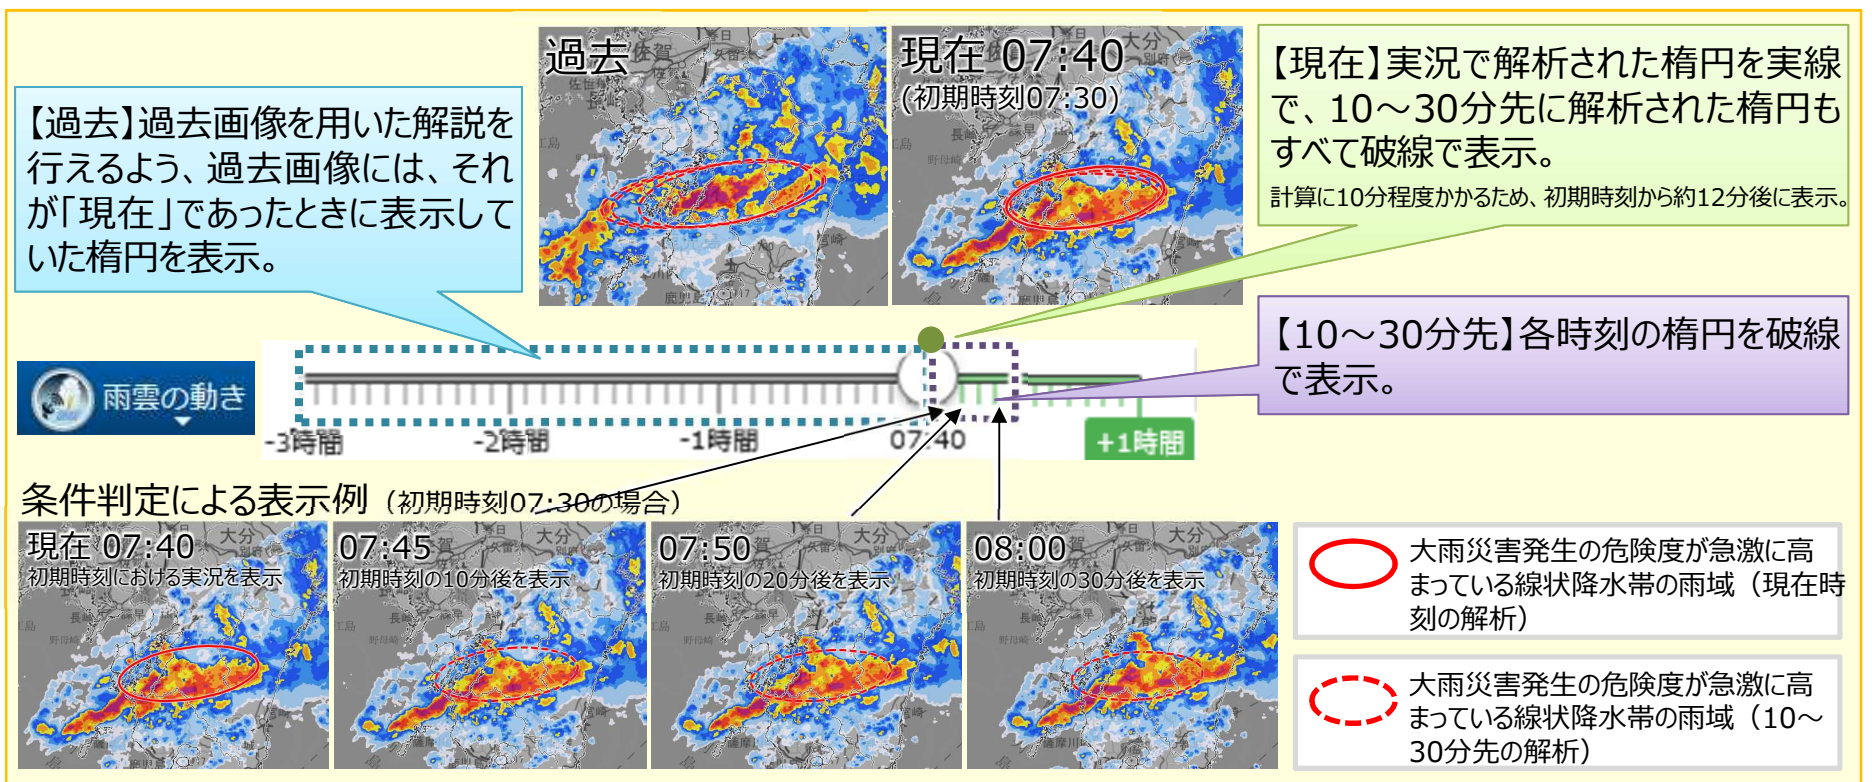 過去
現在 07:40
(初期時刻07:30)
【過去】過去画像を用いた解説を
行えるよう、過去画像には、それ
が「現在」であったときに表示して
いた楕円を表示。
【現在】実況で解析された楕円を実線
で、10～30分先に解析された楕円も
すべて破線で表示。
計算に10分程度かかるため、初期時刻から約12分後に表示。
【10～30分先】各時刻の楕円を破線
で表示。
雨雲の動き
-3時間
-2時間
-1時間
07:40
+1時間
条件判定による表示例（初期時刻07:30の場合）
現在 07:40
初期時刻における実況を表示
07:45
初期時刻の10分後を表示
07:50
初期時刻の20分後を表示
08:00
初期時刻の30分後を表示
大雨災害発生の危険度が急激に高
まっている線状降水帯の雨域（現在時
刻の解析）
大雨災害発生の危険度が急激に高
まっている線状降水帯の雨域（10～
30分先の解析）